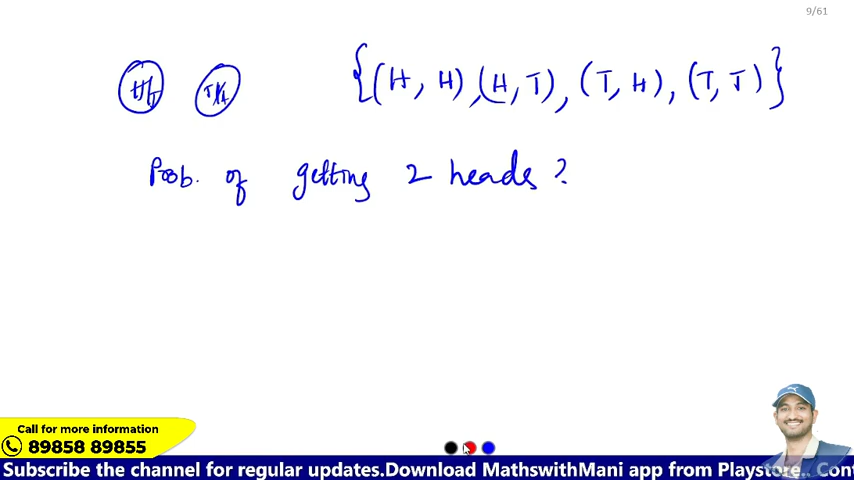 9/61
H/T T/H {(H, H), (H, T), (T, H), (T, T)}
Prob. of getting 2 heads?
Call for more information
89858 89855
Subscribe the channel for regular updates.Download MathswithMani app from Playstore.. Cont